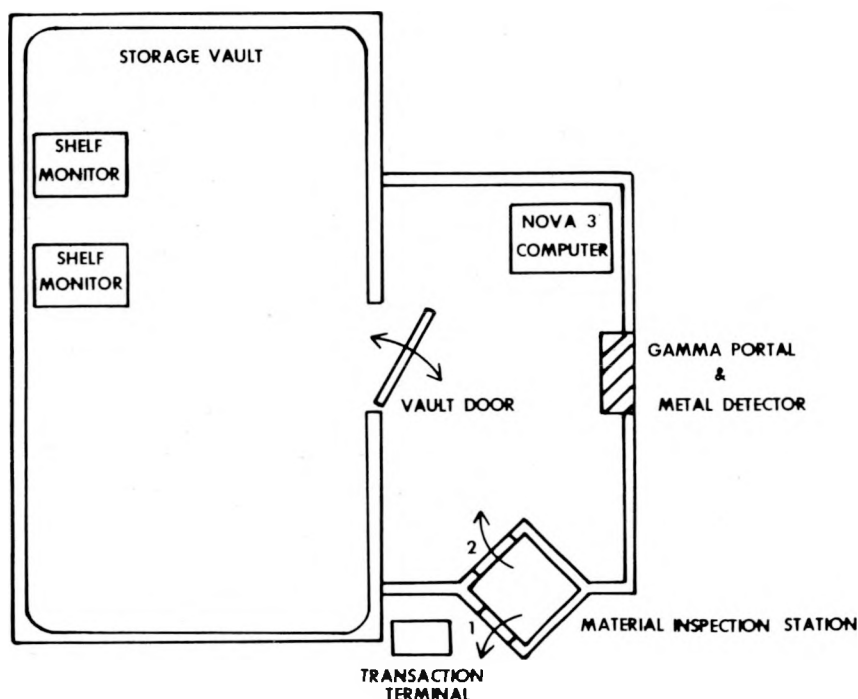 STORAGE VAULT
SHELF
MONITOR
SHELF
MONITOR
NOVA 3
COMPUTER
GAMMA PORTAL
&
METAL DETECTOR
VAULT DOOR
2
1
MATERIAL INSPECTION STATION
TRANSACTION
TERMINAL